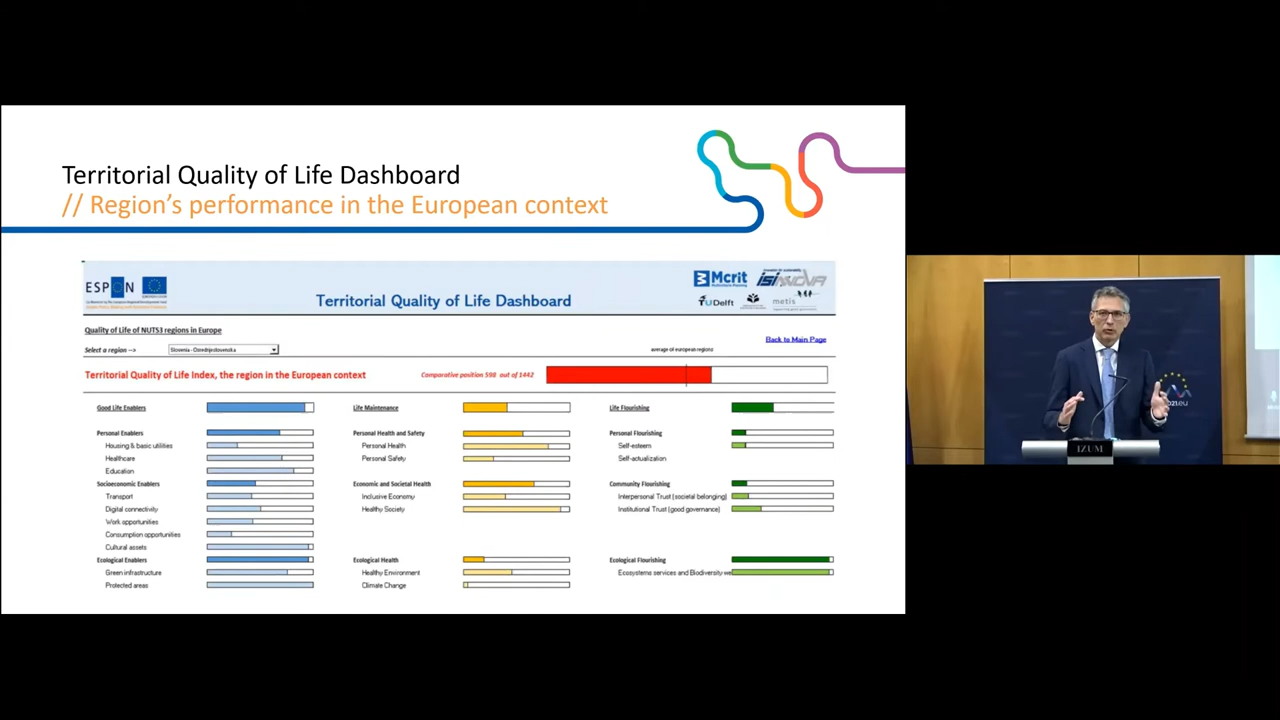 Territorial Quality of Life Dashboard
// Region's performance in the European context
ESPON
Mcrit
isinnova
TUDelft
metis
Territorial Quality of Life Dashboard
Quality of Life of NUTS3 regions in Europe
Back to Main Page
Select a region -->
Slovenia - Osrednjeslovenska
average of european regions
Territorial Quality of Life Index, the region in the European context
Comparative position 598 out of 1442
Good Life Enablers
Life Maintenance
Life Flourishing
Personal Enablers
Personal Health and Safety
Personal Flourishing
Housing & basic utilities
Personal Health
Self-esteem
Healthcare
Personal Safety
Self-actualization
Education
Socioeconomic Enablers
Economic and Societal Health
Community Flourishing
Transport
Inclusive Economy
Interpersonal Trust (societal belonging)
Digital connectivity
Healthy Society
Institutional Trust (good governance)
Work opportunities
Consumption opportunities
Cultural assets
Ecological Enablers
Ecological Health
Ecological Flourishing
Green infrastructure
Healthy Environment
Ecosystems services and Biodiversity we
Protected areas
Climate Change
IZUM